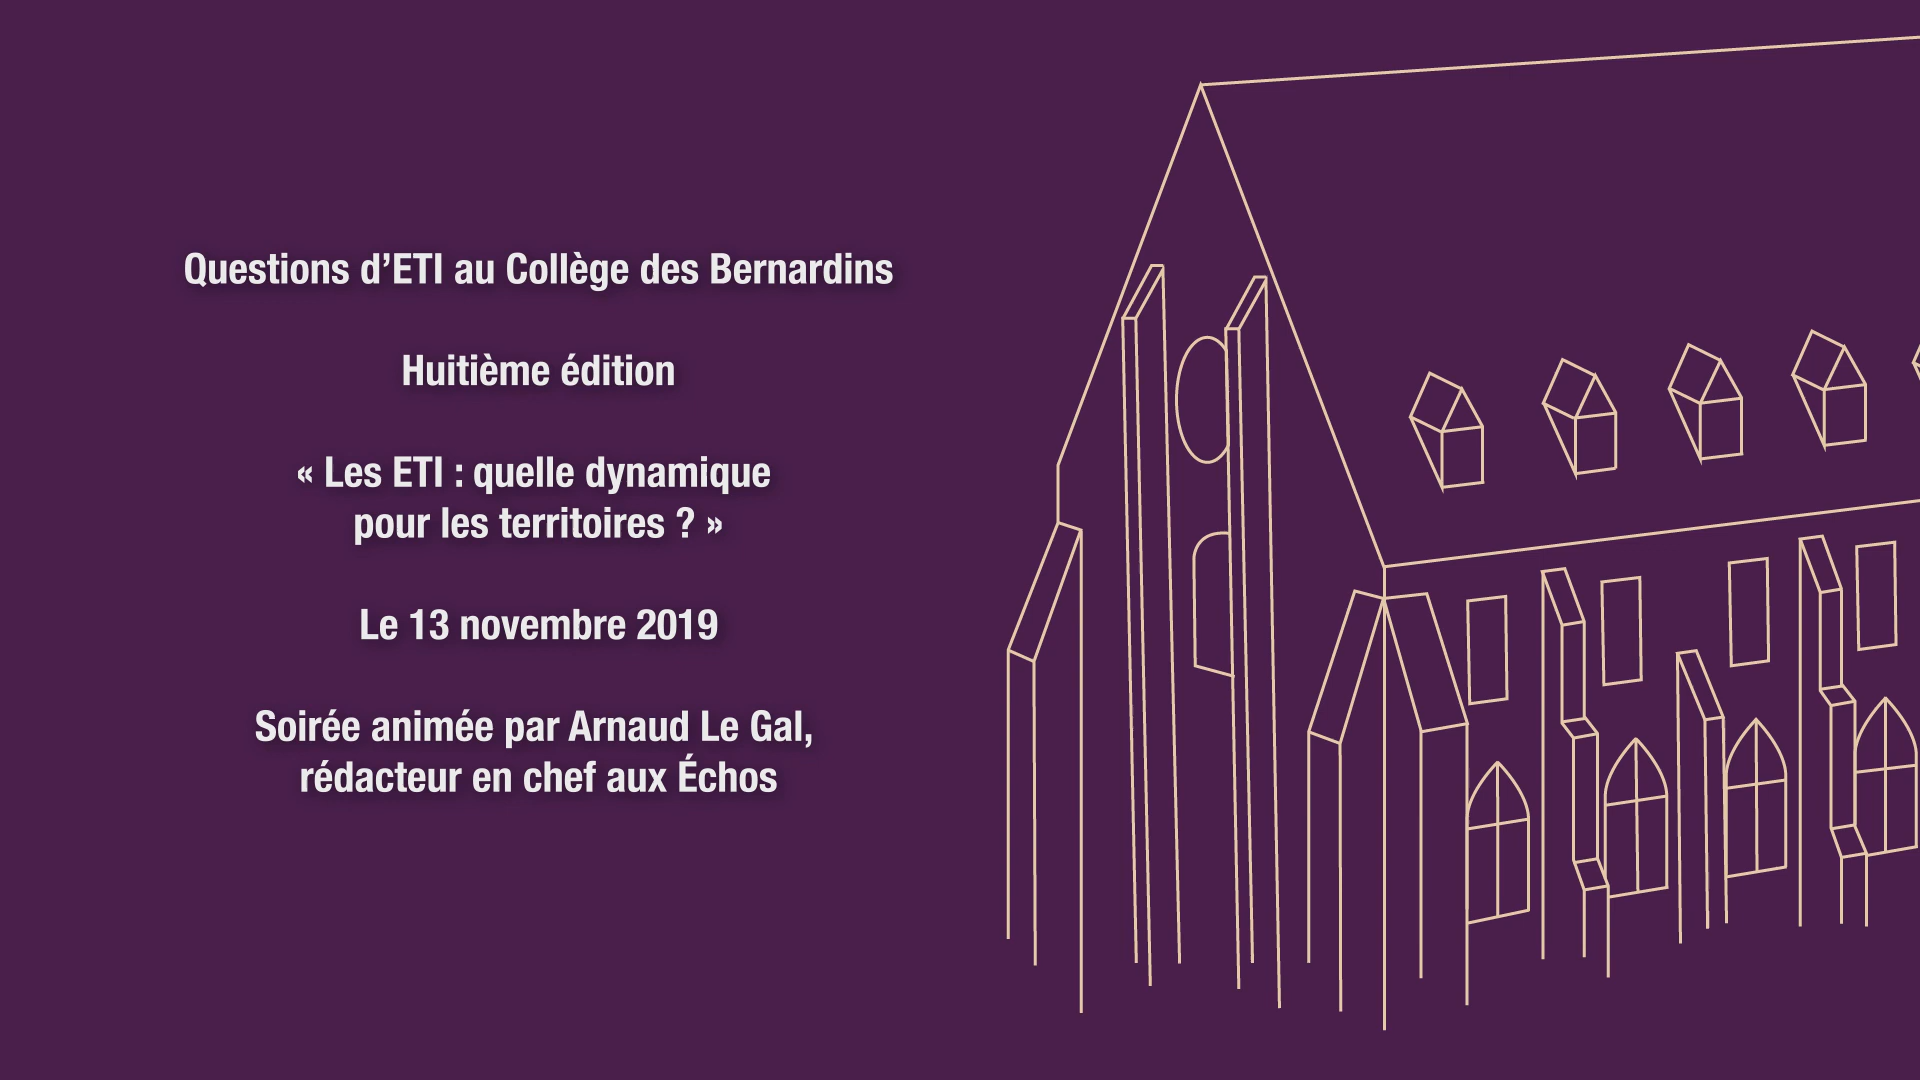 Questions d’ETI au Collège des Bernardins
Huitième édition
« Les ETI : quelle dynamique
pour les territoires ? »
Le 13 novembre 2019
Soirée animée par Arnaud Le Gal,
rédacteur en chef aux Échos